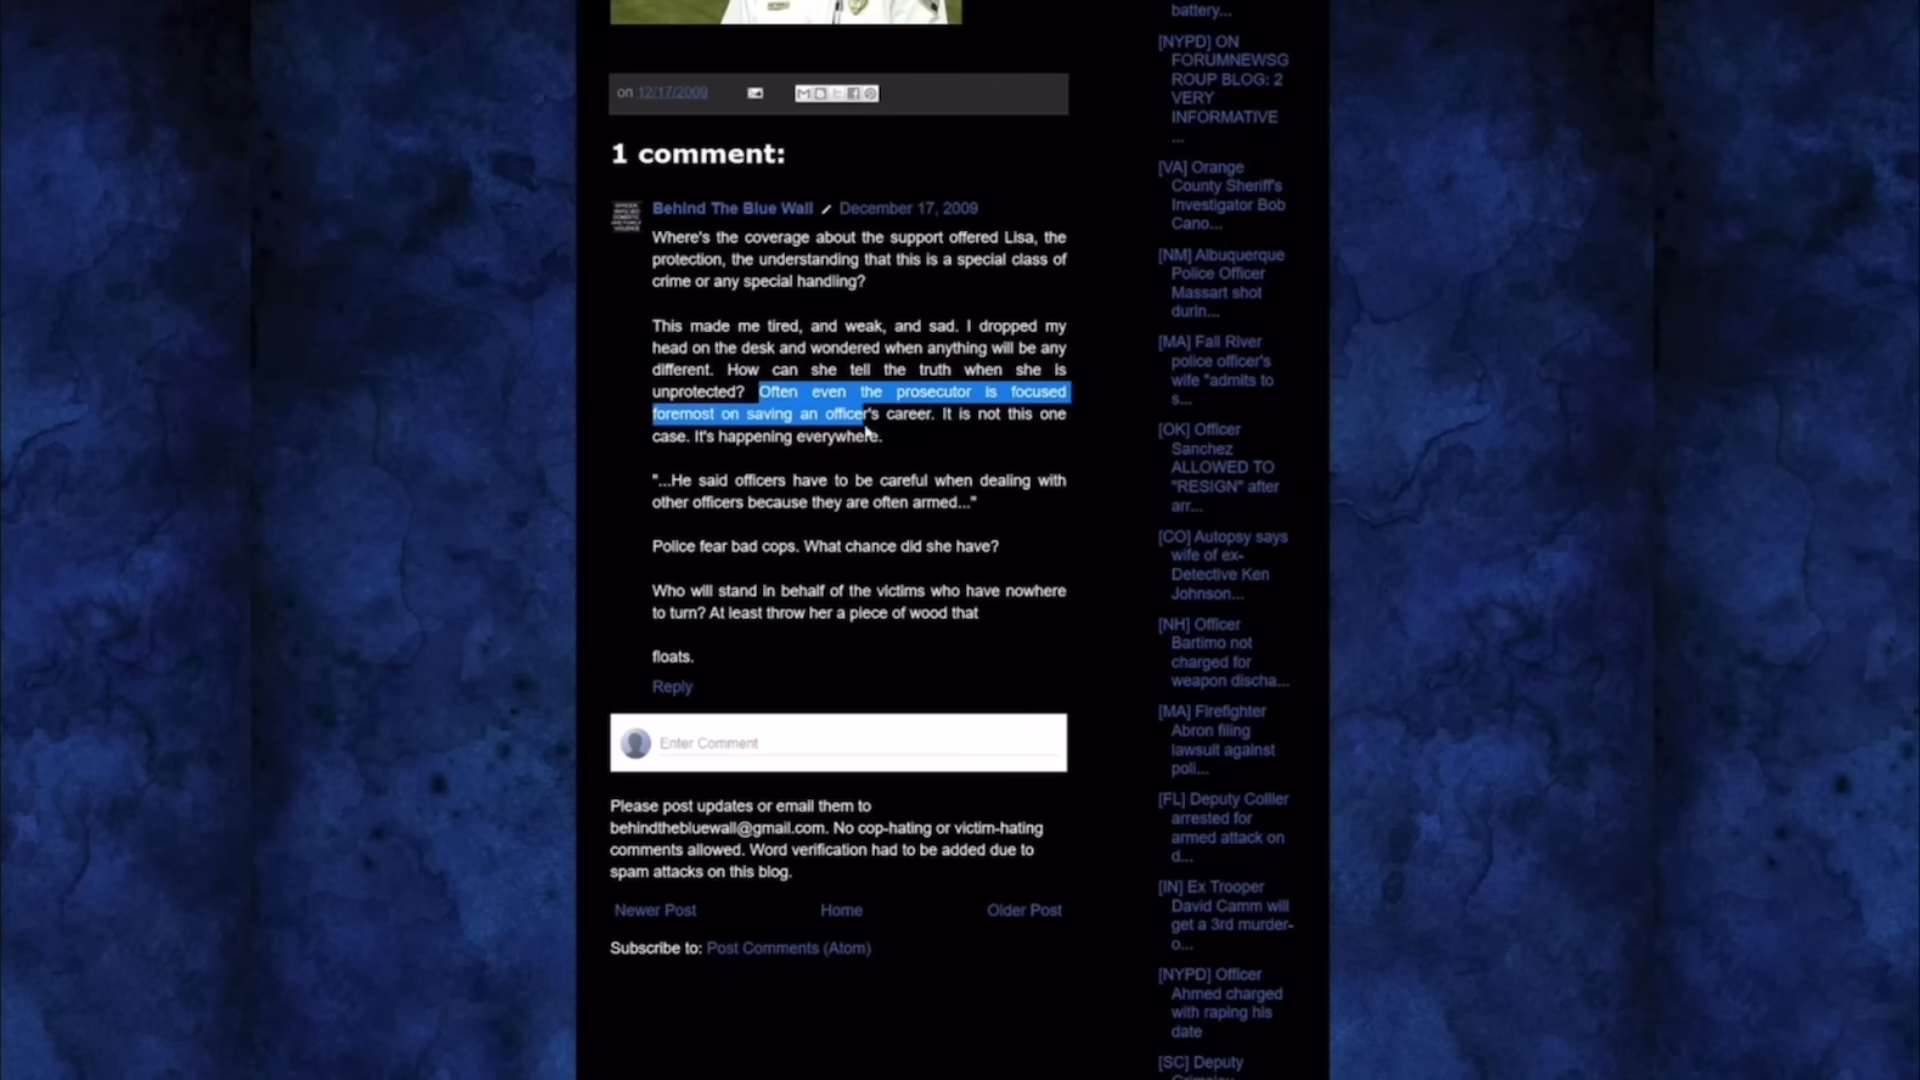 on 12/17/2009
1 comment:
Behind The Blue Wall December 17, 2009
Where's the coverage about the support offered Lisa, the
protection, the understanding that this is a special class of
crime or any special handling?
This made me tired, and weak, and sad. I dropped my
head on the desk and wondered when anything will be any
different. How can she tell the truth when she is
unprotected? Often even the prosecutor is focused
foremost on saving an officer's career. It is not this one
case. It's happening everywhere.
"...He said officers have to be careful when dealing with
other officers because they are often armed..."
Police fear bad cops. What chance did she have?
Who will stand in behalf of the victims who have nowhere
to turn? At least throw her a piece of wood that
floats.
Reply
Enter Comment
Please post updates or email them to
behindthebluewall@gmail.com. No cop-hating or victim-hating
comments allowed. Word verification had to be added due to
spam attacks on this blog.
Newer Post Home Older Post
Subscribe to: Post Comments (Atom)
battery...
[NYPD] ON
FORUMNEWSG
ROUP BLOG: 2
VERY
INFORMATIVE
...
[VA] Orange
County Sheriff's
Investigator Bob
Cano...
[NM] Albuquerque
Police Officer
Massart shot
durin...
[MA] Fall River
police officer's
wife "admits to
s...
[OK] Officer
Sanchez
ALLOWED TO
"RESIGN" after
arr...
[CO] Autopsy says
wife of ex-
Detective Ken
Johnson...
[NH] Officer
Bartimo not
charged for
weapon discha...
[MA] Firefighter
Abron filing
lawsuit against
poli...
[FL] Deputy Collier
arrested for
armed attack on
d...
[IN] Ex Trooper
David Camm will
get a 3rd murder-
o...
[NYPD] Officer
Ahmed charged
with raping his
date
[SC] Deputy